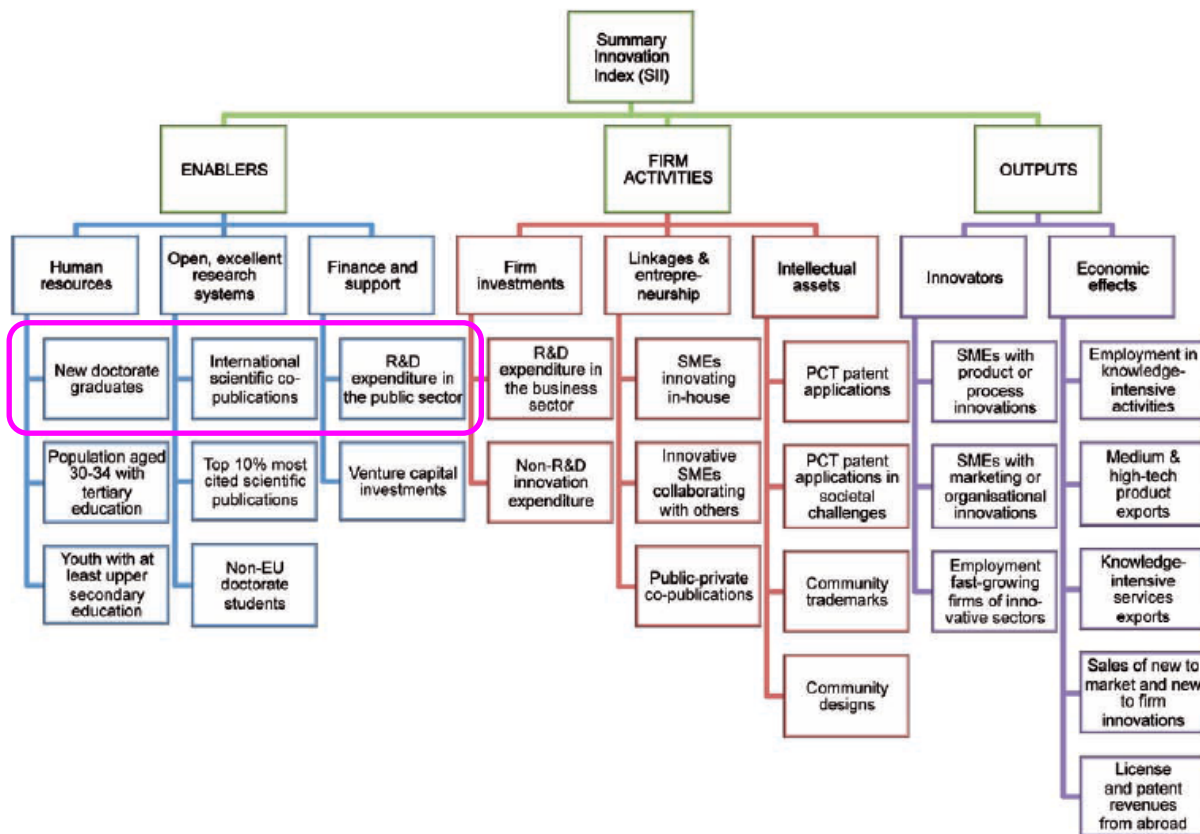 Summary
Innovation
Index (SII)
ENABLERS
FIRM
ACTIVITIES
OUTPUTS
Human
resources
Open, excellent
research
systems
Finance and
support
Firm
investments
Linkages &
entrepre-
neurship
Intellectual
assets
Innovators
Economic
effects
New doctorate
graduates
International
scientific co-
publications
R&D
expenditure in
the public sector
R&D
expenditure in
the business
sector
SMEs
innovating
in-house
PCT patent
applications
SMEs with
product or
process
innovations
Employment in
knowledge-
intensive
activities
Population aged
30-34 with
tertiary
education
Top 10% most
cited scientific
publications
Venture capital
investments
Non-R&D
innovation
expenditure
Innovative
SMEs
collaborating
with others
PCT patent
applications in
societal
challenges
SMEs with
marketing or
organisational
innovations
Medium &
high-tech
product
exports
Youth with at
least upper
secondary
education
Non-EU
doctorate
students
Public-private
co-publications
Community
trademarks
Employment
fast-growing
firms of inno-
vative sectors
Knowledge-
intensive
services
exports
Community
designs
Sales of new to
market and new
to firm
innovations
License
and patent
revenues
from abroad